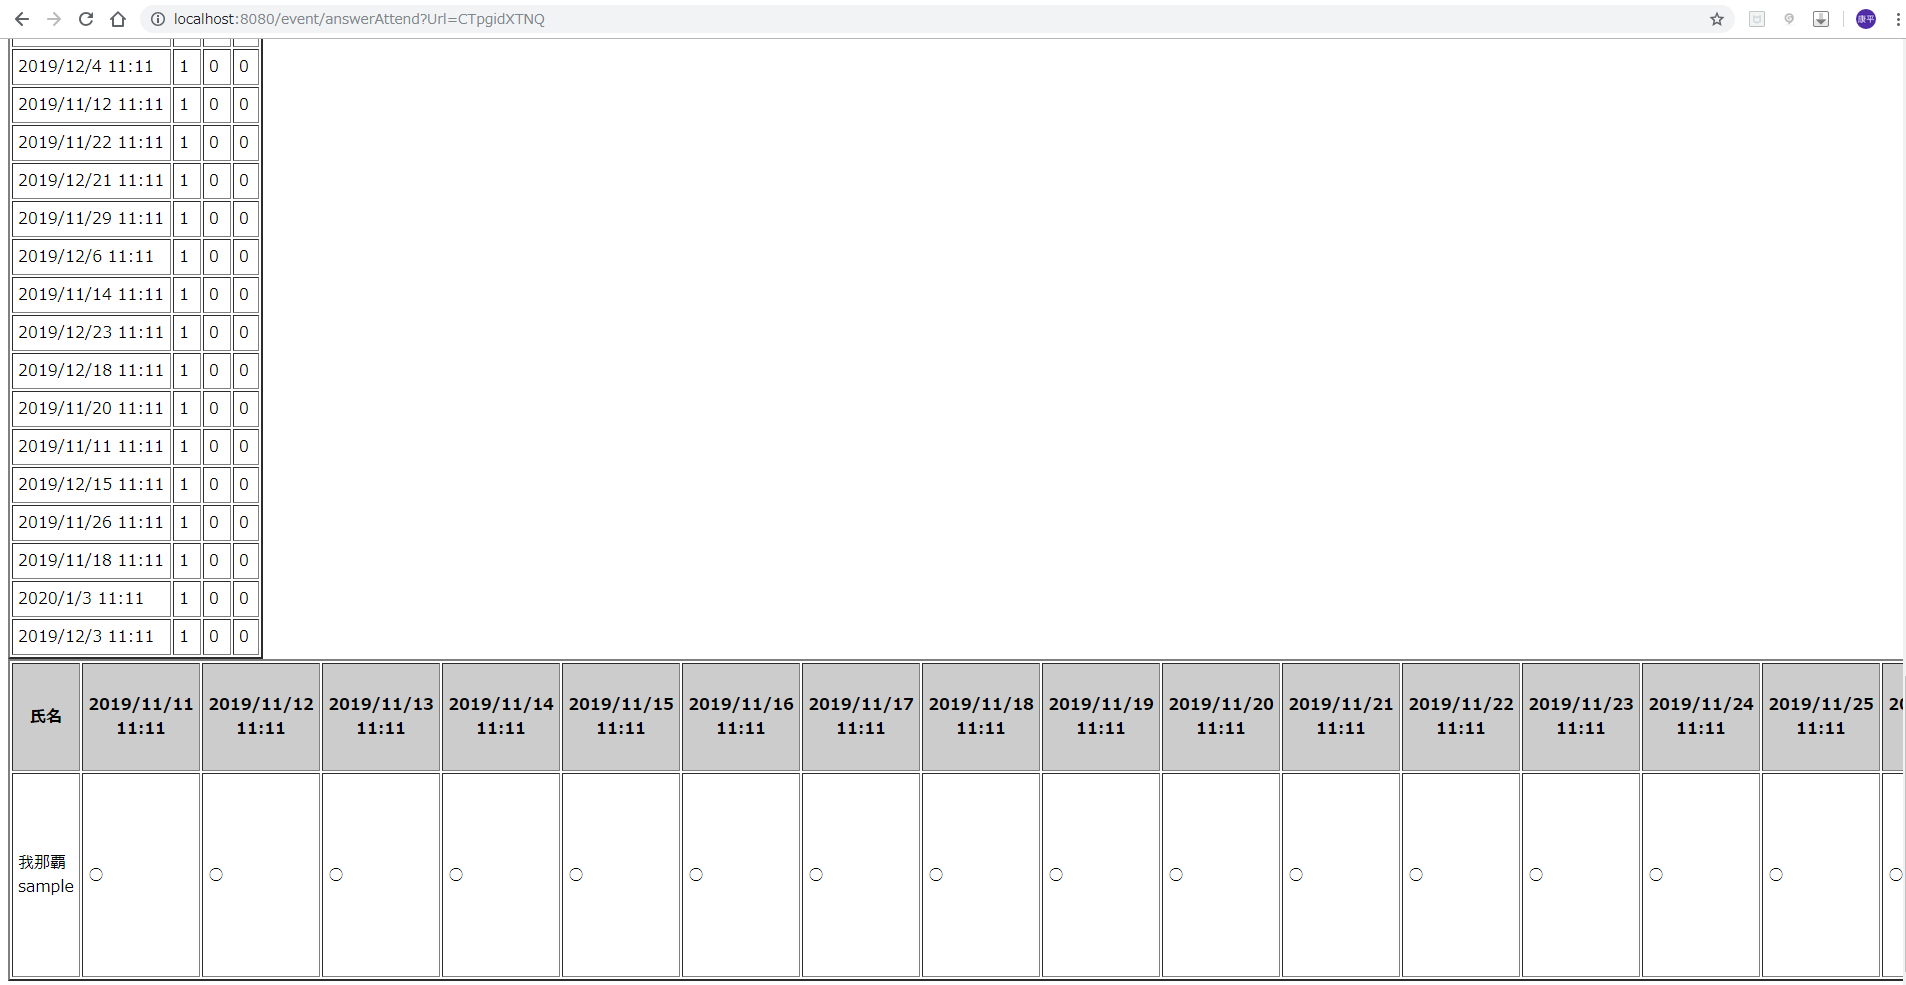 localhost:8080/event/answerAttend?Url=CTpgidXTNQ
康平
2019/12/4 11:11 1 0 0
2019/11/12 11:11 1 0 0
2019/11/22 11:11 1 0 0
2019/12/21 11:11 1 0 0
2019/11/29 11:11 1 0 0
2019/12/6 11:11 1 0 0
2019/11/14 11:11 1 0 0
2019/12/23 11:11 1 0 0
2019/12/18 11:11 1 0 0
2019/11/20 11:11 1 0 0
2019/11/11 11:11 1 0 0
2019/12/15 11:11 1 0 0
2019/11/26 11:11 1 0 0
2019/11/18 11:11 1 0 0
2020/1/3 11:11 1 0 0
2019/12/3 11:11 1 0 0
氏名
2019/11/11
11:11
2019/11/12
11:11
2019/11/13
11:11
2019/11/14
11:11
2019/11/15
11:11
2019/11/16
11:11
2019/11/17
11:11
2019/11/18
11:11
2019/11/19
11:11
2019/11/20
11:11
2019/11/21
11:11
2019/11/22
11:11
2019/11/23
11:11
2019/11/24
11:11
2019/11/25
11:11
我那覇
sample
○ ○ ○ ○ ○ ○ ○ ○ ○ ○ ○ ○ ○ ○ ○ ○